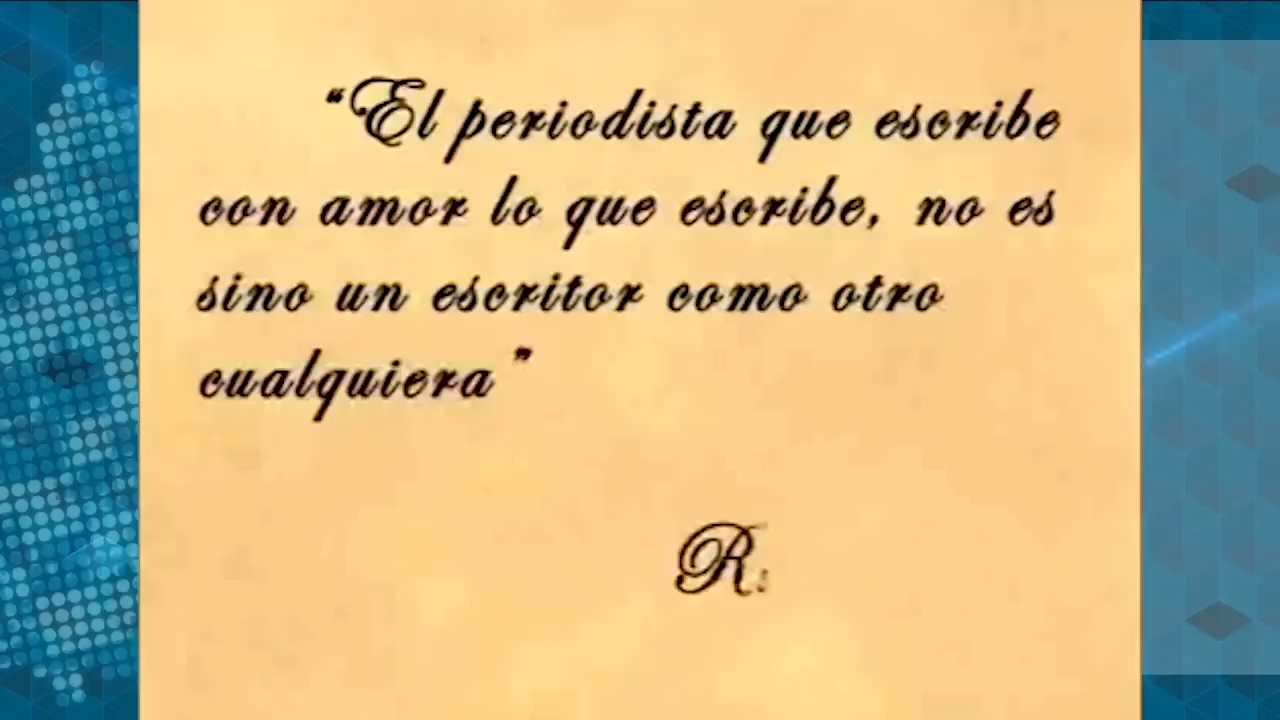 “El periodista que escribe
con amor lo que escribe, no es
sino un escritor como otro
cualquiera”
R